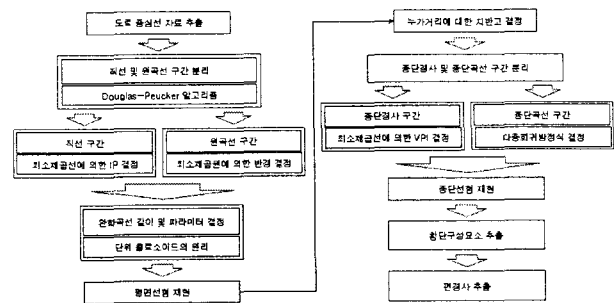 도로 중심선 자료 추출
직선 및 원곡선 구간 분리
Douglas-Peucker 알고리즘
직선 구간
최소제곱선에 의한 IP 결정
원곡선 구간
최소제곱원에 의한 반경 결정
완화곡선 길이 및 파라미터 결정
단위 클로소이드의 원리
평면선형 재현
누가거리에 대한 지반고 결정
종단경사 및 종단곡선 구간 분리
종단경사 구간
최소제곱선에 의한 VPI 결정
종단곡선 구간
다중회귀방정식 결정
종단선형 재현
횡단구성요소 추출
편경사 추출